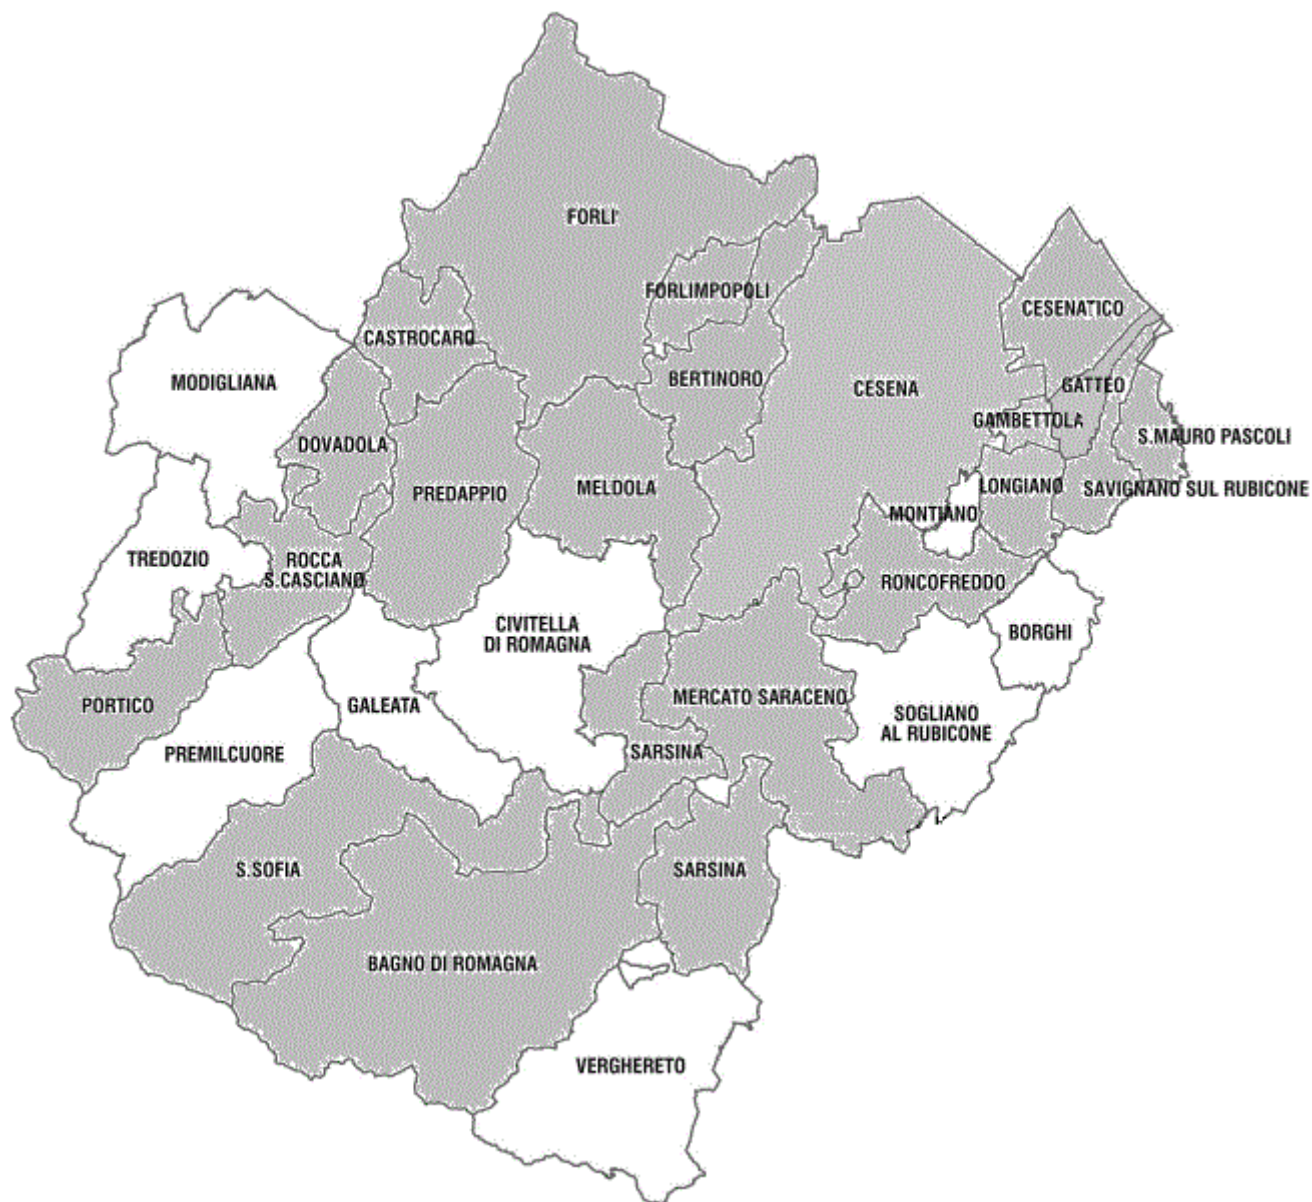 FORLI'
FORLIMPOPOLI
CESENATICO
CASTROCARO
MODIGLIANA
BERTINORO
CESENA
GATTEO
GAMBETTOLA
S.MAURO PASCOLI
DOVADOLA
PREDAPPIO
MELDOLA
LONGIANO
SAVIGNANO SUL RUBICONE
MONTIANO
TREDOZIO
ROCCA
S.CASCIANO
RONCOFREDDO
CIVITELLA
DI ROMAGNA
BORGHI
PORTICO
GALEATA
MERCATO SARACENO
SOGLIANO
AL RUBICONE
PREMILCUORE
SARSINA
S.SOFIA
SARSINA
BAGNO DI ROMAGNA
VERGHERETO